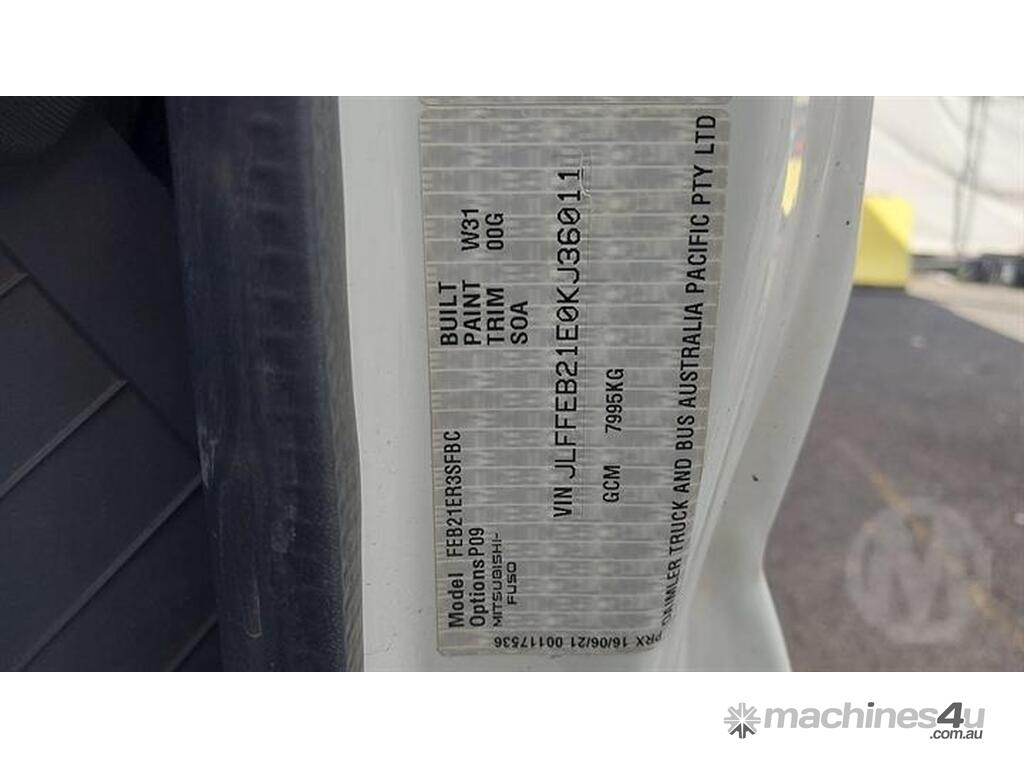 Model FEB21ER3SFBC
Options P09
MITSUBISHI-
FUSO
BUILT
PAINT W31
TRIM 00G
SOA
VIN JLFFEB21E0KJ36011
GCM 7995KG
DAIMLER TRUCK AND BUS AUSTRALIA PACIFIC PTY LTD
PRX 16/06/21 00117536
M
machines4u
.com.au